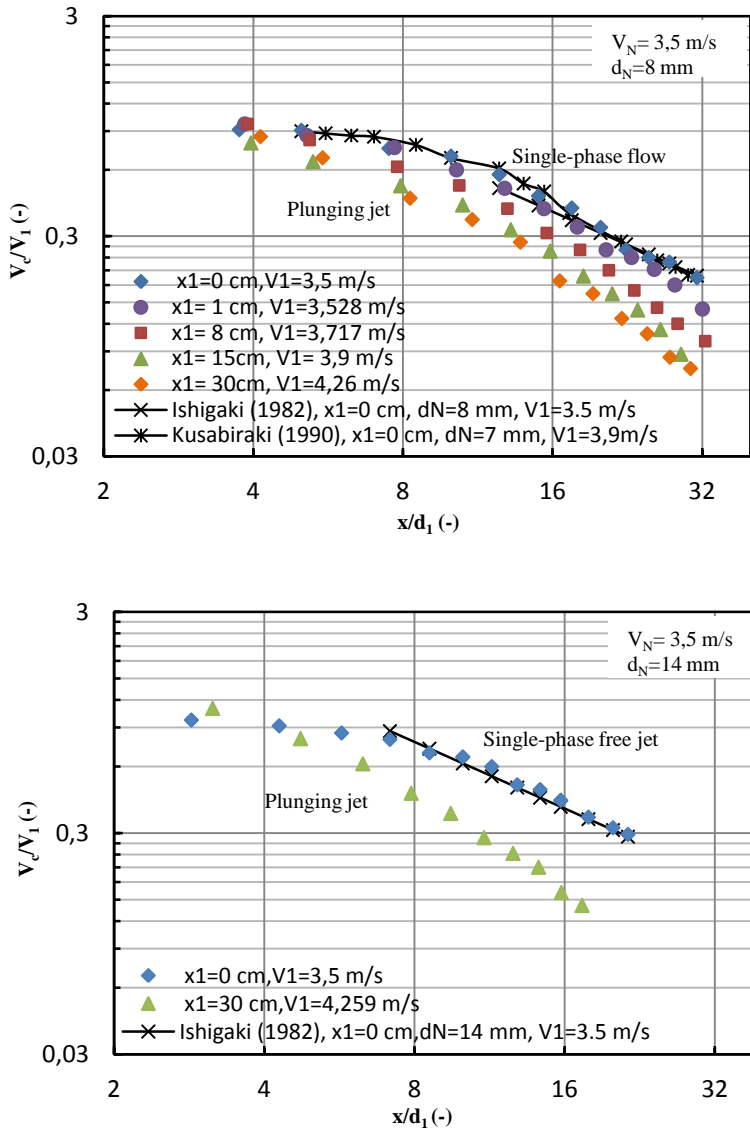 3
V_N= 3,5 m/s
d_N=8 mm
Single-phase flow
Plunging jet
0.3
V_c/V_1 (-)
x1=0 cm,V1=3,5 m/s
x1= 1 cm,V1=3,528 m/s
x1= 8 cm,V1=3,717 m/s
x1= 15cm, V1= 3,9 m/s
x1= 30cm, V1=4,26 m/s
Ishigaki (1982), x1=0 cm, dN=8 mm, V1=3.5 m/s
Kusabiraki (1990), x1=0 cm, dN=7 mm, V1=3,9m/s
0,03
2 4 8 16 32
x/d_1 (-)
3
V_N= 3,5 m/s
d_N=14 mm
Single-phase free jet
Plunging jet
0.3
V_c/V_1 (-)
x1=0 cm,V1=3,5 m/s
x1=30 cm,V1=4,259 m/s
Ishigaki (1982), x1=0 cm,dN=14 mm, V1=3.5 m/s
0,03
2 4 8 16 32
x/d_1 (-)